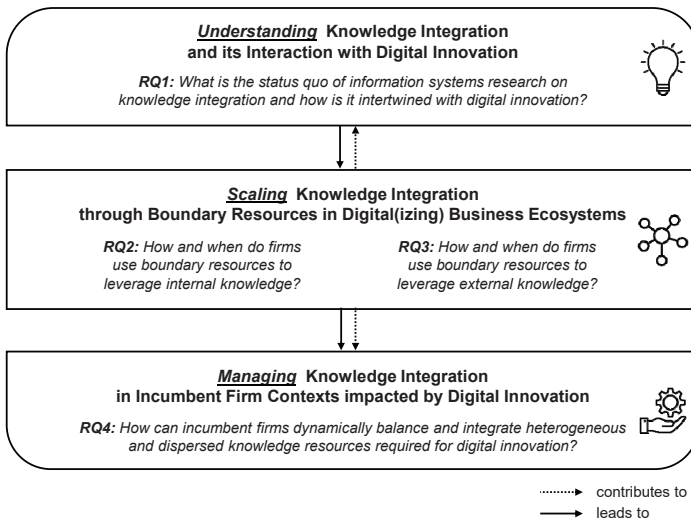 Understanding Knowledge Integration
and its Interaction with Digital Innovation
RQ1: What is the status quo of information systems research on
knowledge integration and how is it intertwined with digital innovation?
Scaling Knowledge Integration
through Boundary Resources in Digital(izing) Business Ecosystems
RQ2: How and when do firms
use boundary resources to
leverage internal knowledge?
RQ3: How and when do firms
use boundary resources to
leverage external knowledge?
Managing Knowledge Integration
in Incumbent Firm Contexts impacted by Digital Innovation
RQ4: How can incumbent firms dynamically balance and integrate heterogeneous
and dispersed knowledge resources required for digital innovation?
contributes to
leads to